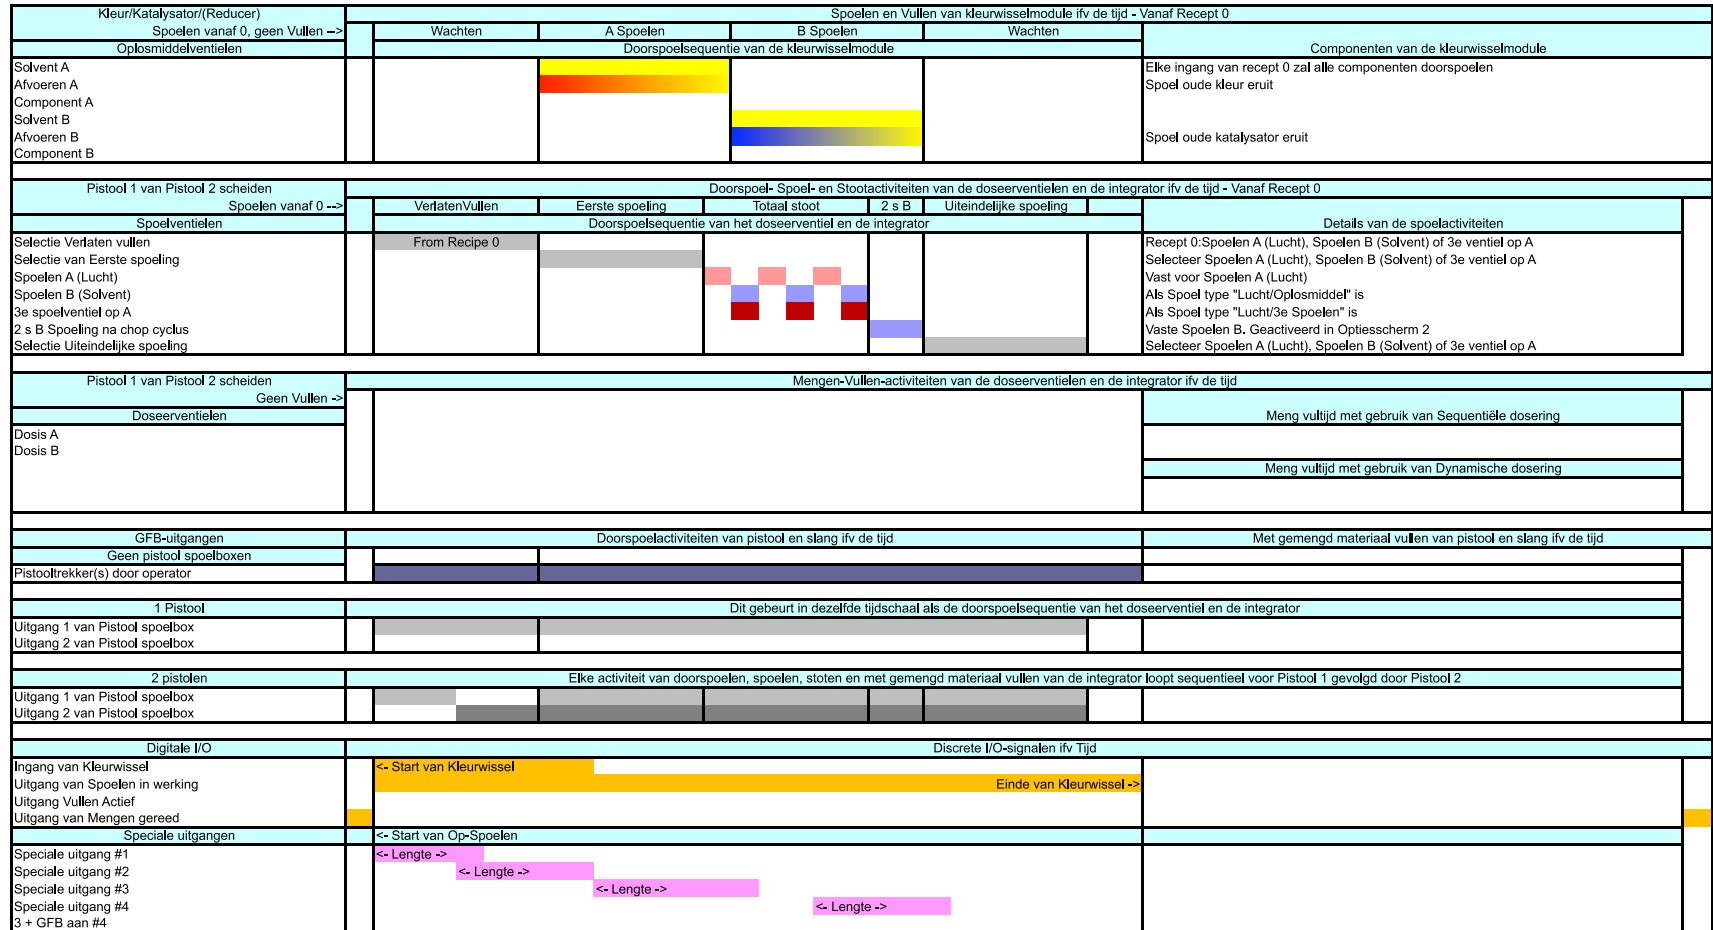 Kleur/Katalysator/(Reducer)
Spoelen en Vullen van kleurwisselmodule ifv de tijd - Vanaf Recept 0
Spoelen vanaf 0, geen Vullen -->
Wachten
A Spoelen
B Spoelen
Wachten
Oplosmiddelventielen
Doorspoelsequentie van de kleurwisselmodule
Componenten van de kleurwisselmodule
Solvent A
Elke ingang van recept 0 zal alle componenten doorspoelen
Afvoeren A
Spoel oude kleur eruit
Component A
Solvent B
Afvoeren B
Spoel oude katalysator eruit
Component B
Pistool 1 van Pistool 2 scheiden
Doorspoel- Spoel- en Stootactiviteiten van de doseerventielen en de integrator ifv de tijd - Vanaf Recept 0
Spoelen vanaf 0 -->
VerlatenVullen
Eerste spoeling
Totaal stoot
2 s B
Uiteindelijke spoeling
Spoelventielen
Doorspoelsequentie van het doseerventiel en de integrator
Details van de spoelactiviteiten
Selectie Verlaten vullen
From Recipe 0
Recept 0:Spoelen A (Lucht), Spoelen B (Solvent) of 3e ventiel op A
Selectie van Eerste spoeling
Selecteer Spoelen A (Lucht), Spoelen B (Solvent) of 3e ventiel op A
Spoelen A (Lucht)
Vast voor Spoelen A (Lucht)
Spoelen B (Solvent)
Als Spoel type "Lucht/Oplosmiddel" is
3e spoelventiel op A
Als Spoel type "Lucht/3e Spoelen" is
2 s B Spoeling na chop cyclus
Vaste Spoelen B. Geactiveerd in Optiesscherm 2
Selectie Uiteindelijke spoeling
Selecteer Spoelen A (Lucht), Spoelen B (Solvent) of 3e ventiel op A
Pistool 1 van Pistool 2 scheiden
Mengen-Vullen-activiteiten van de doseerventielen en de integrator ifv de tijd
Geen Vullen ->
Doseerventielen
Meng vultijd met gebruik van Sequentiële dosering
Dosis A
Dosis B
Meng vultijd met gebruik van Dynamische dosering
GFB-uitgangen
Doorspoelactiviteiten van pistool en slang ifv de tijd
Met gemengd materiaal vullen van pistool en slang ifv de tijd
Geen pistool spoelboxen
Pistooltrekker(s) door operator
1 Pistool
Dit gebeurt in dezelfde tijdschaal als de doorspoelsequentie van het doseerventiel en de integrator
Uitgang 1 van Pistool spoelbox
Uitgang 2 van Pistool spoelbox
2 pistolen
Elke activiteit van doorspoelen, spoelen, stoten en met gemengd materiaal vullen van de integrator loopt sequentieel voor Pistool 1 gevolgd door Pistool 2
Uitgang 1 van Pistool spoelbox
Uitgang 2 van Pistool spoelbox
Digitale I/O
Discrete I/O-signalen ifv Tijd
Ingang van Kleurwissel
<- Start van Kleurwissel
Uitgang van Spoelen in werking
Einde van Kleurwissel ->
Uitgang Vullen Actief
Uitgang van Mengen gereed
Speciale uitgangen
<- Start van Op-Spoelen
Speciale uitgang #1
<- Lengte ->
Speciale uitgang #2
<- Lengte ->
Speciale uitgang #3
<- Lengte ->
Speciale uitgang #4
<- Lengte ->
3 + GFB aan #4